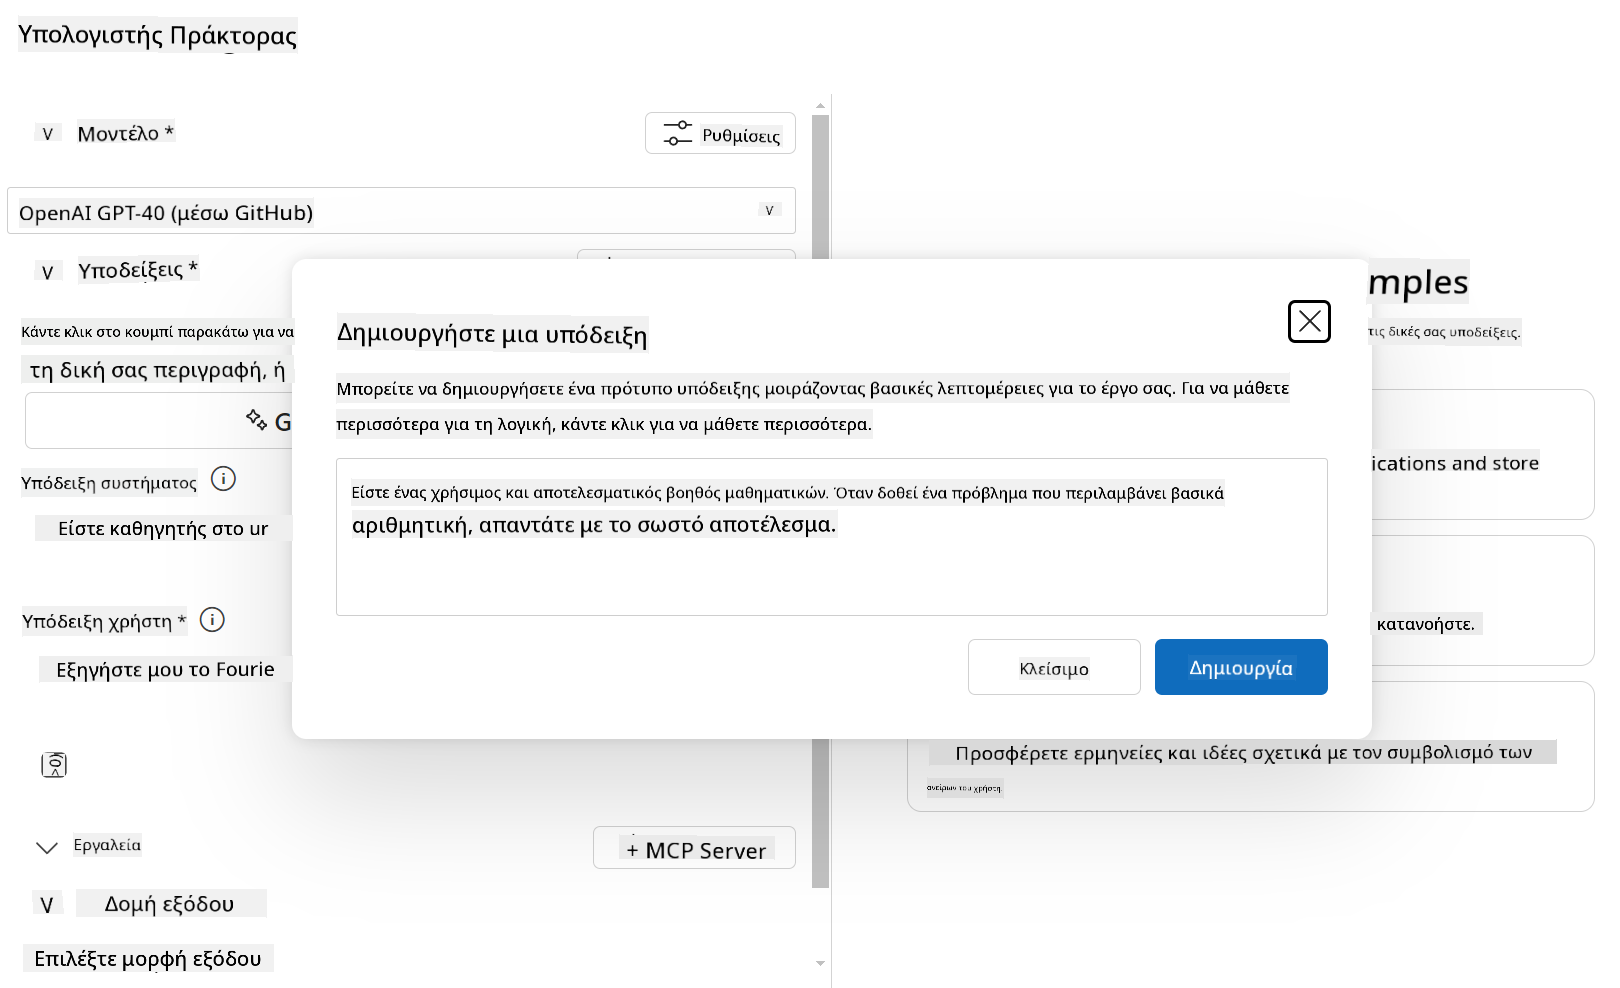 Υπολογιστής Πράκτορας
Μοντέλο *
Ρυθμίσεις
OpenAI GPT-40 (μέσω GitHub)
Υποδείξεις *
Κάντε κλικ στο κουμπί παρακάτω για να
τη δική σας περιγραφή, ή
G
Υπόδειξη συστήματος
Είστε καθηγητής στο ur
Υπόδειξη χρήστη *
Εξηγήστε μου το Fourie
Εργαλεία
+ MCP Server
Δομή εξόδου
Επιλέξτε μορφή εξόδου
Δημιουργήστε μια υπόδειξη
Μπορείτε να δημιουργήσετε ένα πρότυπο υπόδειξης μοιράζοντας βασικές λεπτομέρειες για το έργο σας. Για να μάθετε
περισσότερα για τη λογική, κάντε κλικ για να μάθετε περισσότερα.
Είστε ένας χρήσιμος και αποτελεσματικός βοηθός μαθηματικών. Όταν δοθεί ένα πρόβλημα που περιλαμβάνει βασικά
αριθμητική, απαντάτε με το σωστό αποτέλεσμα.
Κλείσιμο
Δημιουργία
mples
τις δικές σας υποδείξεις.
ications and store
κατανοήστε.
Προσφέρετε ερμηνείες και ιδέες σχετικά με τον συμβολισμό των
ονείρων του χρήστη.